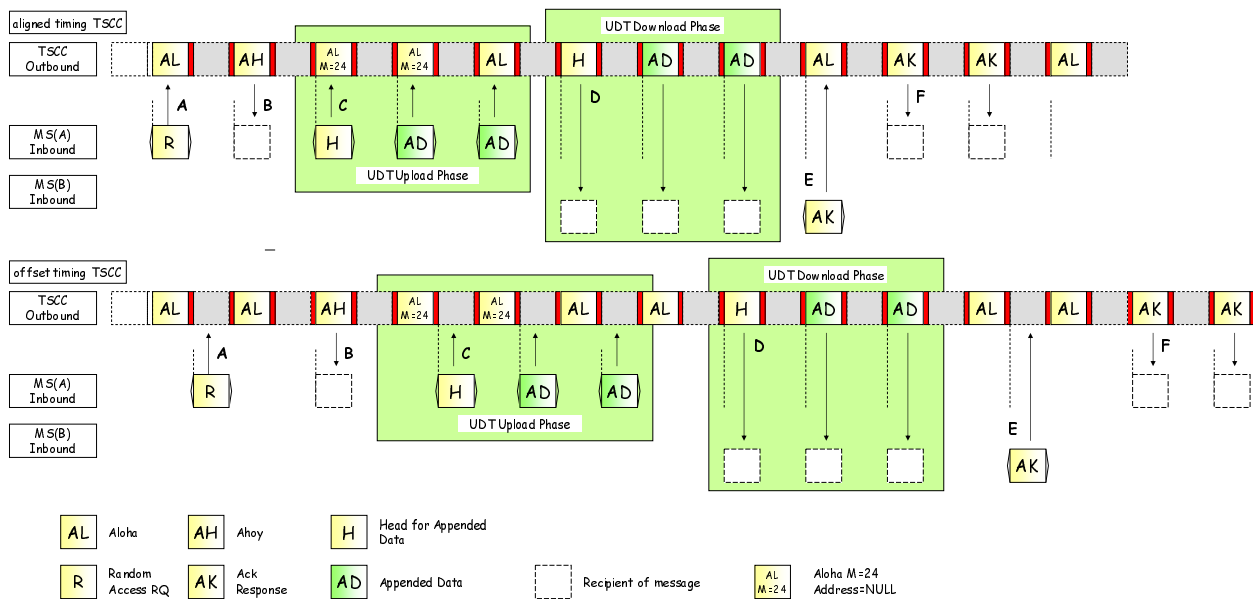 aligned timing TSCC
UDT Download Phase
TSCC
Outbound
AL
AH
AL
M=24
AL
M=24
AL
H
AD
AD
AL
AK
AK
AL
A
B
C
D
F
MS(A)
Inbound
R
H
AD
AD
UDT Upload Phase
MS(B)
Inbound
E
AK
offset timing TSCC
UDT Download Phase
TSCC
Outbound
AL
AL
AH
AL
M=24
AL
M=24
AL
AL
H
AD
AD
AL
AL
AK
AK
A
B
C
D
F
MS(A)
Inbound
R
H
AD
AD
UDT Upload Phase
MS(B)
Inbound
E
AK
AL
Aloha
AH
Ahoy
H
Head for Appended
Data
R
Random
Access RQ
AK
Ack
Response
AD
Appended Data
Recipient of message
AL
M=24
Aloha M=24
Address=NULL